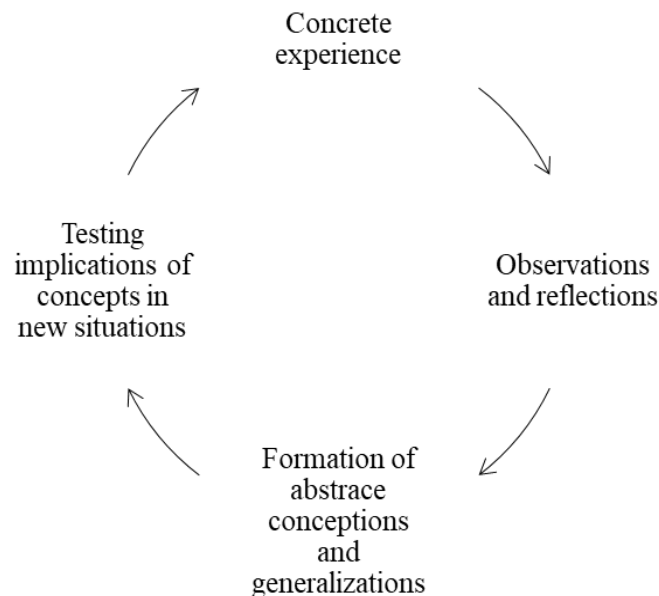 Concrete
experience
Observations
and reflections
Formation of
abstrace
conceptions
and
generalizations
Testing
implications of
concepts in
new situations